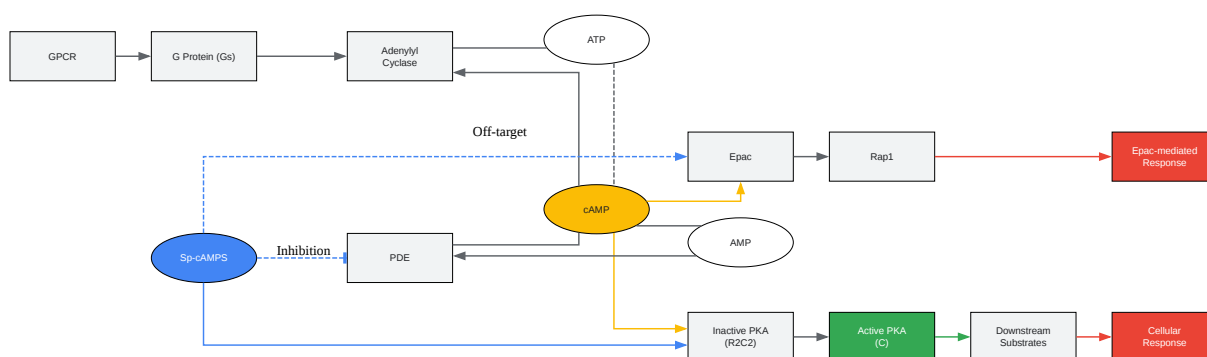 GPCR
G Protein (Gs)
Adenylyl
Cyclase
ATP
Off-target
Epac
Rap1
Epac-mediated
Response
cAMP
Sp-cAMPS
Inhibition
PDE
AMP
Inactive PKA
(R2C2)
Active PKA
(C)
Downstream
Substrates
Cellular
Response